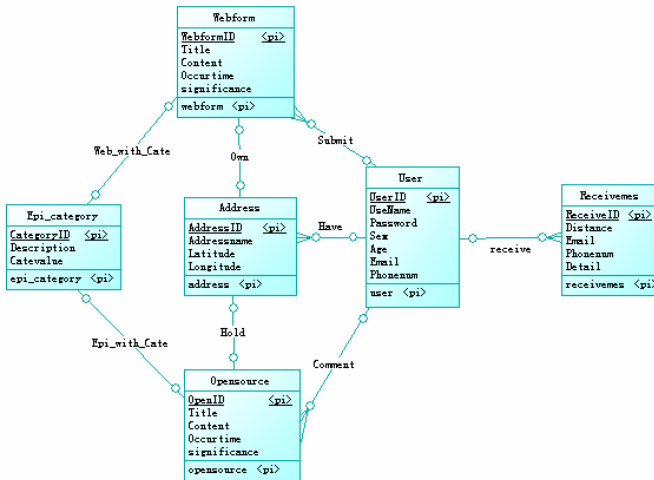 Webform
WebformID <pi>
Title
Content
Occurtime
significance
webform <pi>
Submit
Web_with_Cate
Own
User
UserID <pi>
UseName
Password
Sex
Age
Email
Phonenum
user <pi>
Receivemes
ReceiveID <pi>
Distance
Email
Phonenum
Detail
receivemes <pi>
Epi_category
CategoryID <pi>
Description
Catevalue
epi_category <pi>
Address
AddressID <pi>
Addressname
Latitude
Longitude
address <pi>
Have
receive
Hold
Epi_with_Cate
Comment
Opensource
OpenID <pi>
Title
Content
Occurtime
significance
opensource <pi>